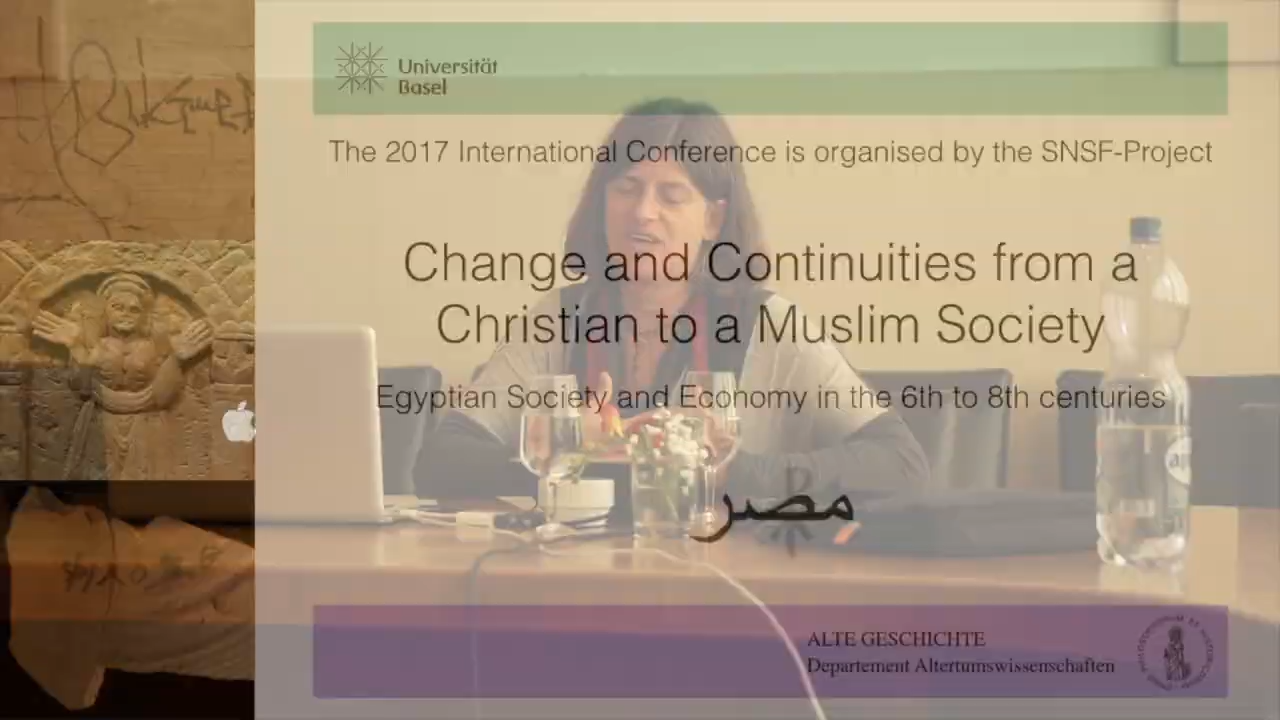 Universität
Basel
The 2017 International Conference is organised by the SNSF-Project
Change and Continuities from a
Christian to a Muslim Society
Egyptian Society and Economy in the 6th to 8th centuries
مصر
ALTE GESCHICHTE
Departement Altertumswissenschaften